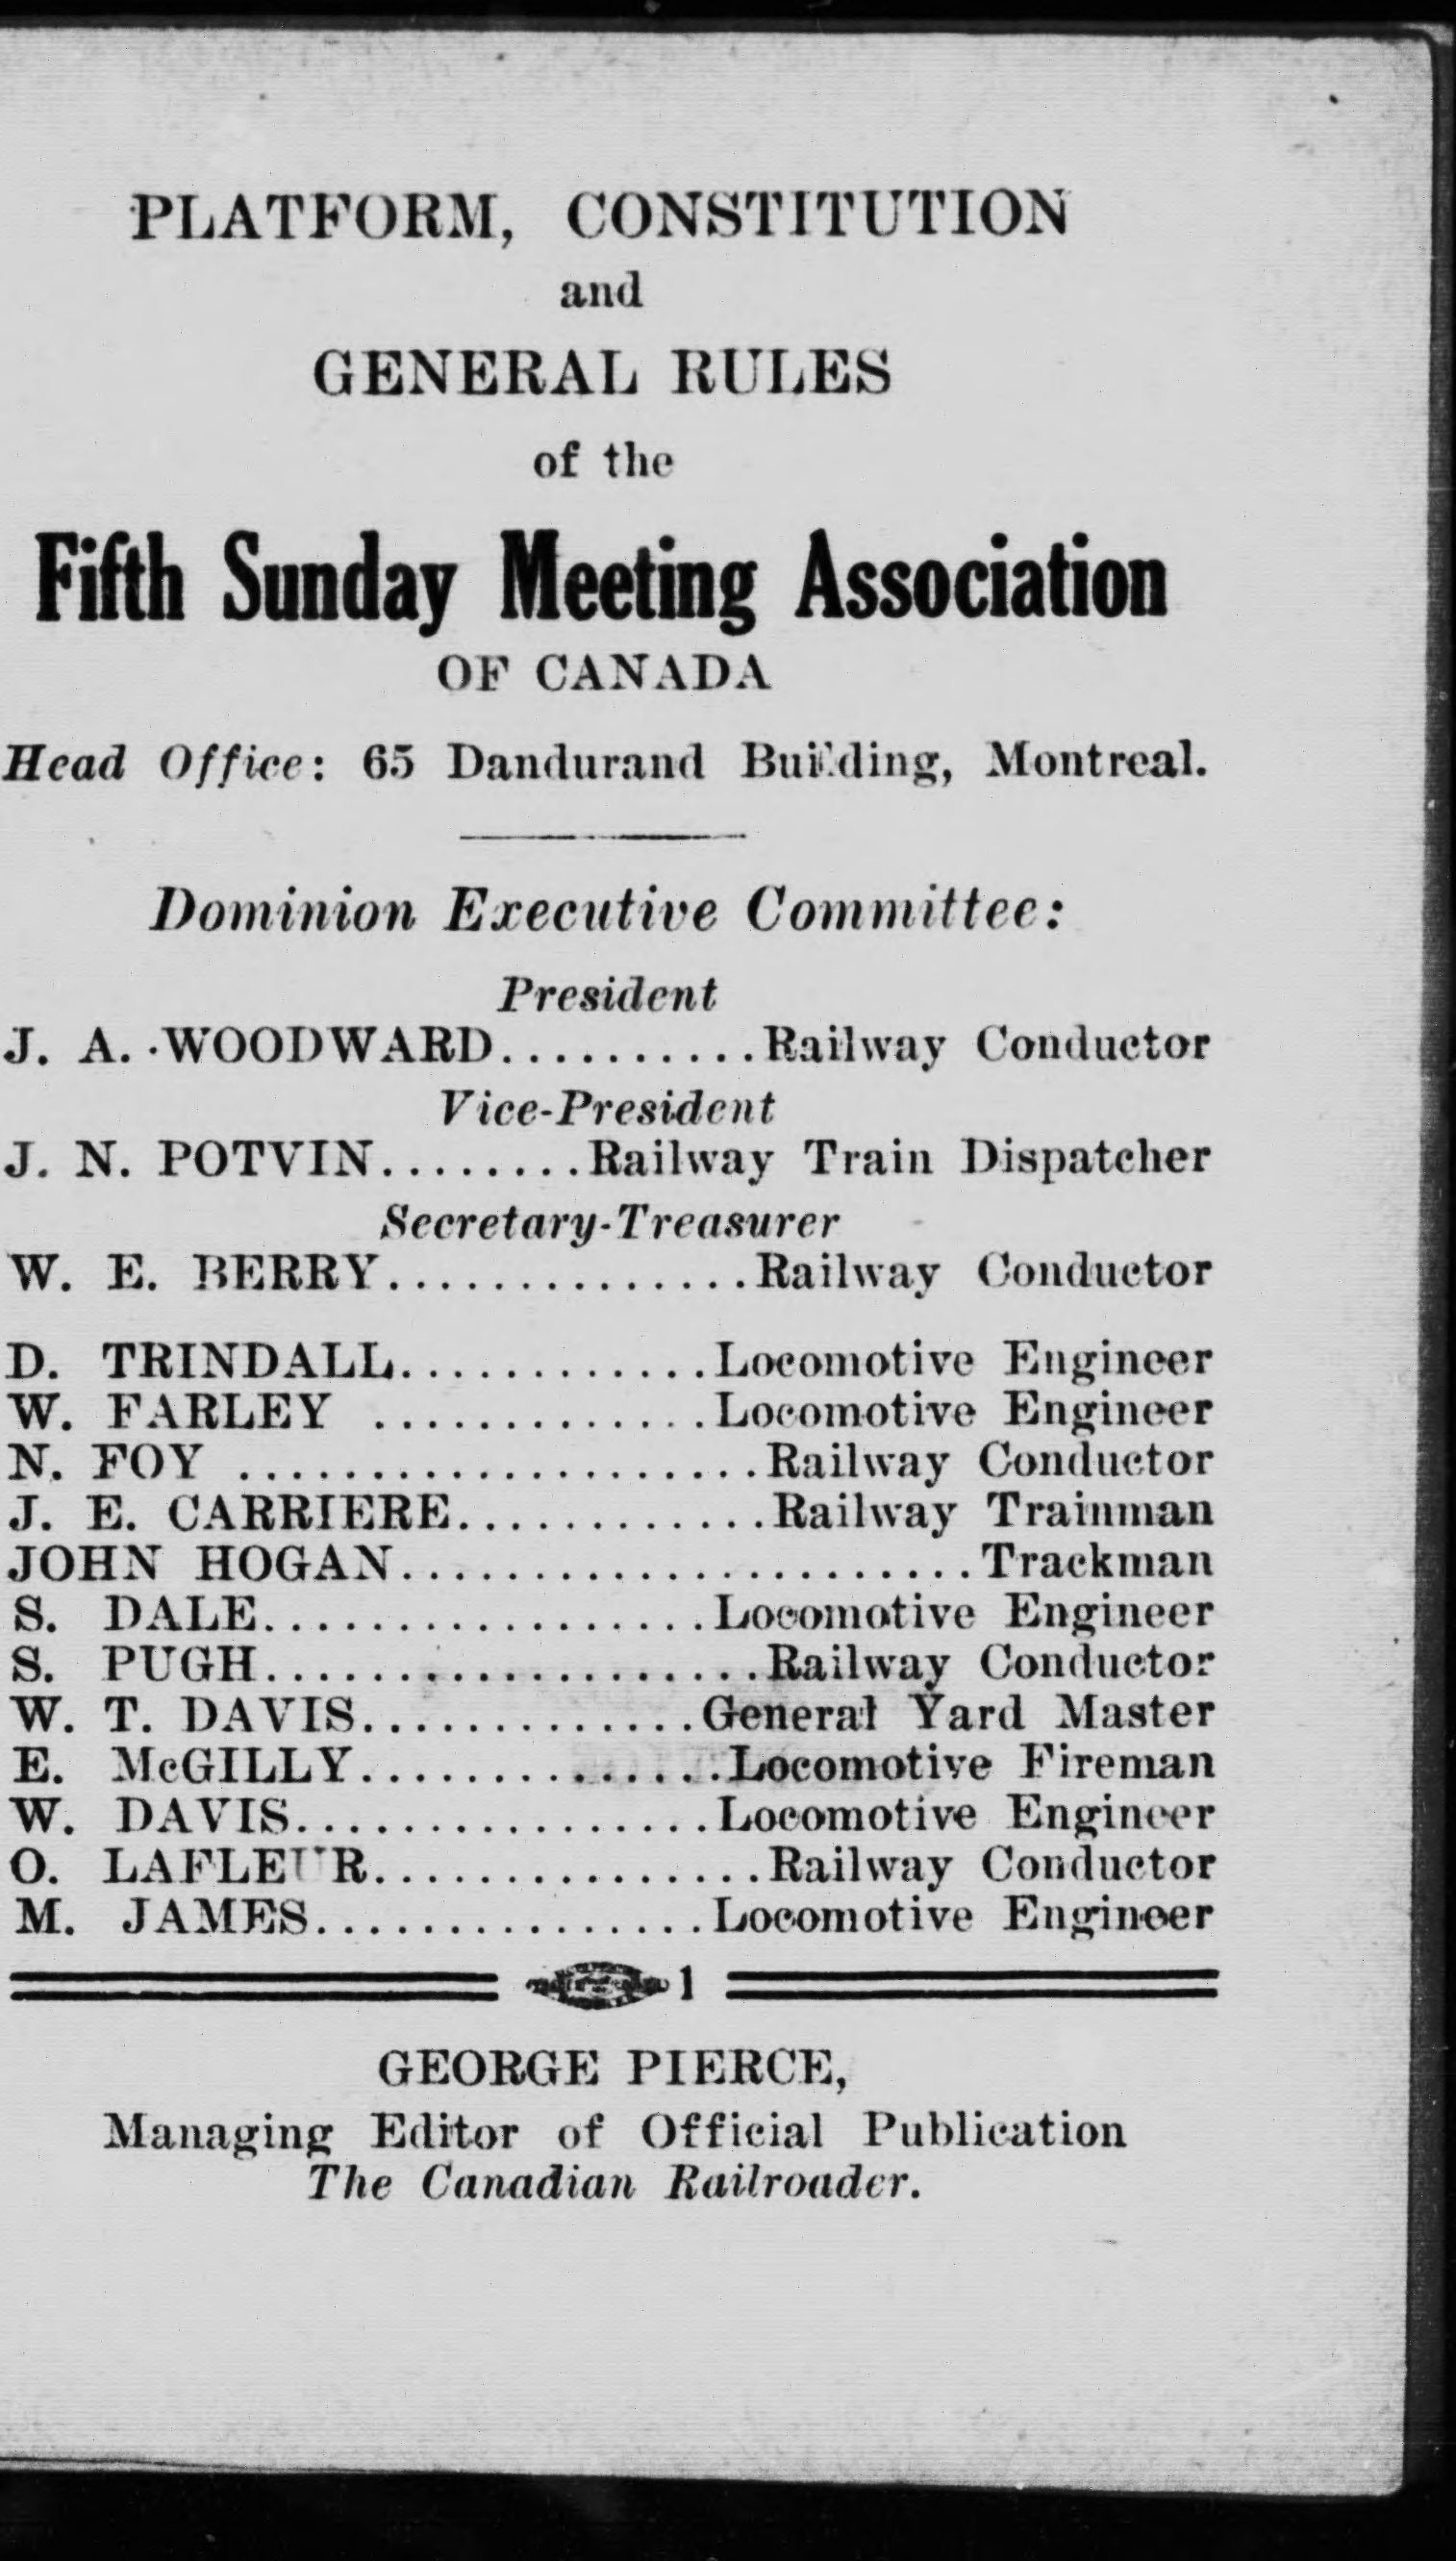 PLATFORM, CONSTITUTION
and
GENERAL RULES
of the
Fifth Sunday Meeting Association
OF CANADA
Head Office: 65 Dandurand Building, Montreal.
Dominion Executive Committee:
President
J. A. WOODWARD..........Railway Conductor
Vice-President
J. N. POTVIN........Railway Train Dispatcher
Secretary-Treasurer
W. E. BERRY..............Railway Conductor
D. TRINDALL............Locomotive Engineer
W. FARLEY .............Locomotive Engineer
N. FOY ....................Railway Conductor
J. E. CARRIERE............Railway Trainman
JOHN HOGAN......................Trackman
S. DALE.................Locomotive Engineer
S. PUGH...................Railway Conductor
W. T. DAVIS.............General Yard Master
E. McGILLY..............Locomotive Fireman
W. DAVIS................Locomotive Engineer
O. LAFLEUR...............Railway Conductor
M. JAMES...............Locomotive Engineer
1
GEORGE PIERCE,
Managing Editor of Official Publication
The Canadian Railroader.